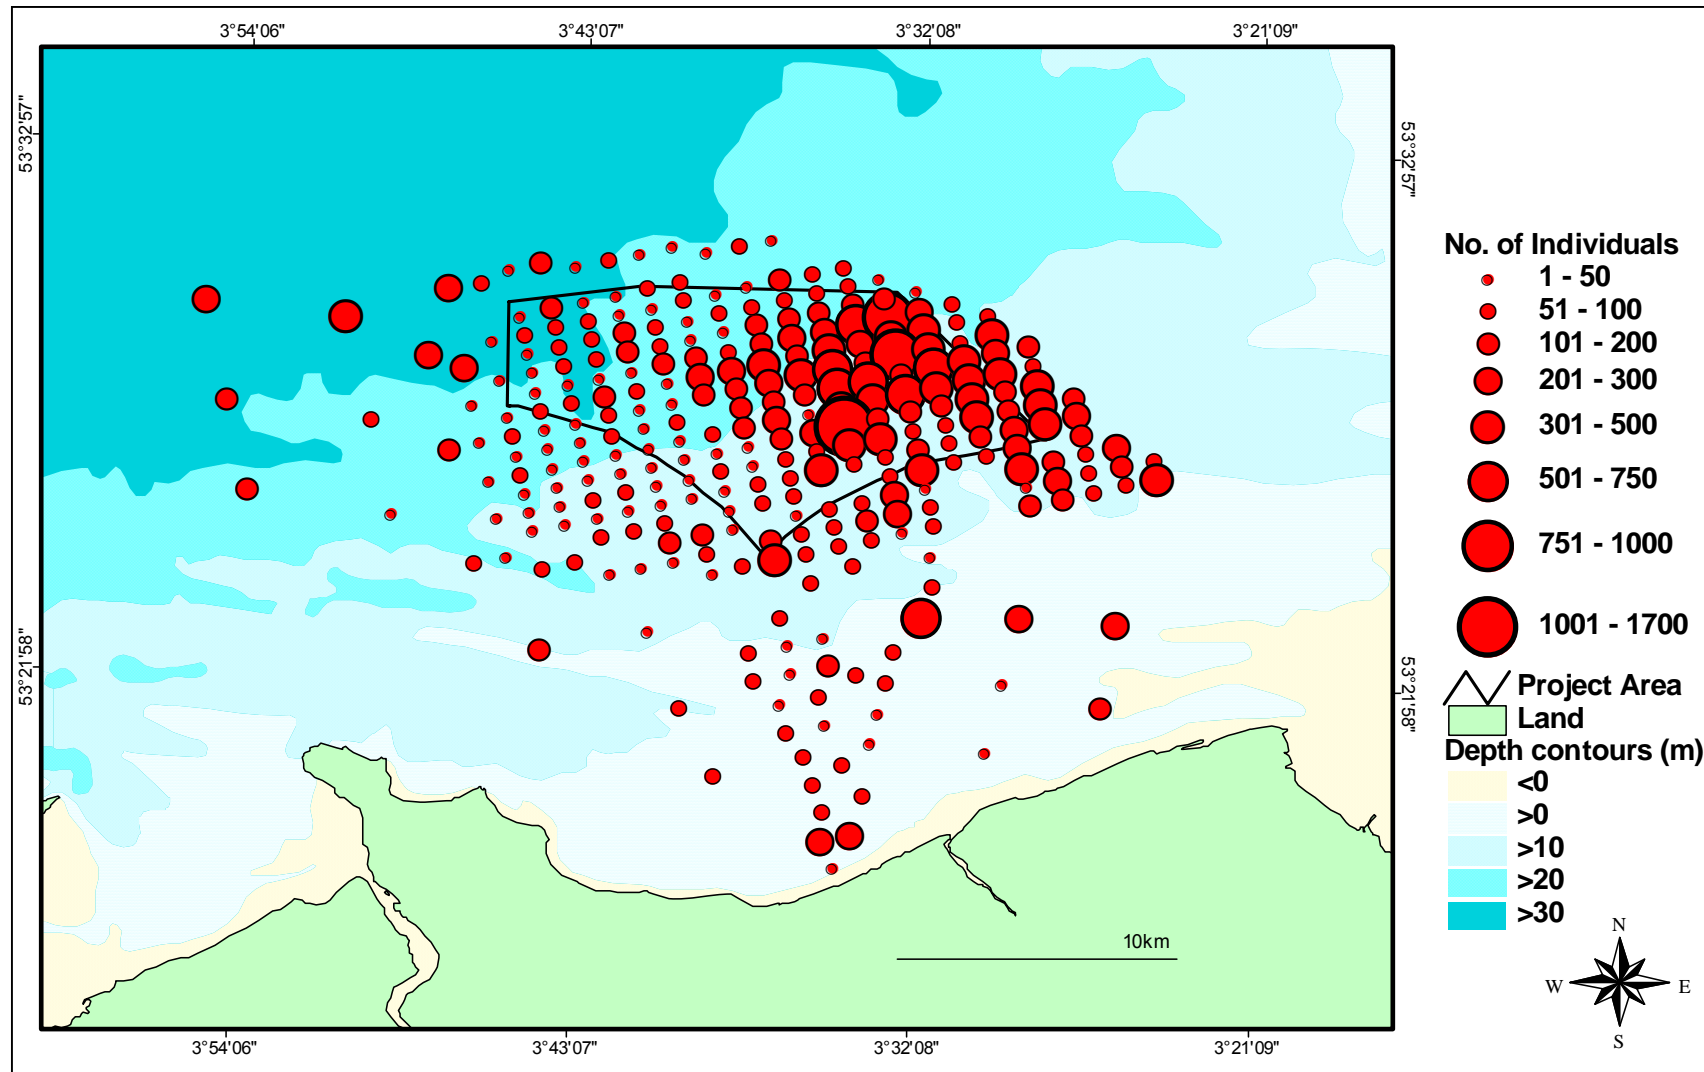 3°54'06"
3°43'07"
3°32'08"
3°21'09"
53°32'57"
53°32'57"
53°21'58"
53°21'58"
No. of Individuals
1 - 50
51 - 100
101 - 200
201 - 300
301 - 500
501 - 750
751 - 1000
1001 - 1700
Project Area
Land
Depth contours (m)
<0
>0
>10
>20
>30
10km
N
W
E
S
3°54'06"
3°43'07"
3°32'08"
3°21'09"